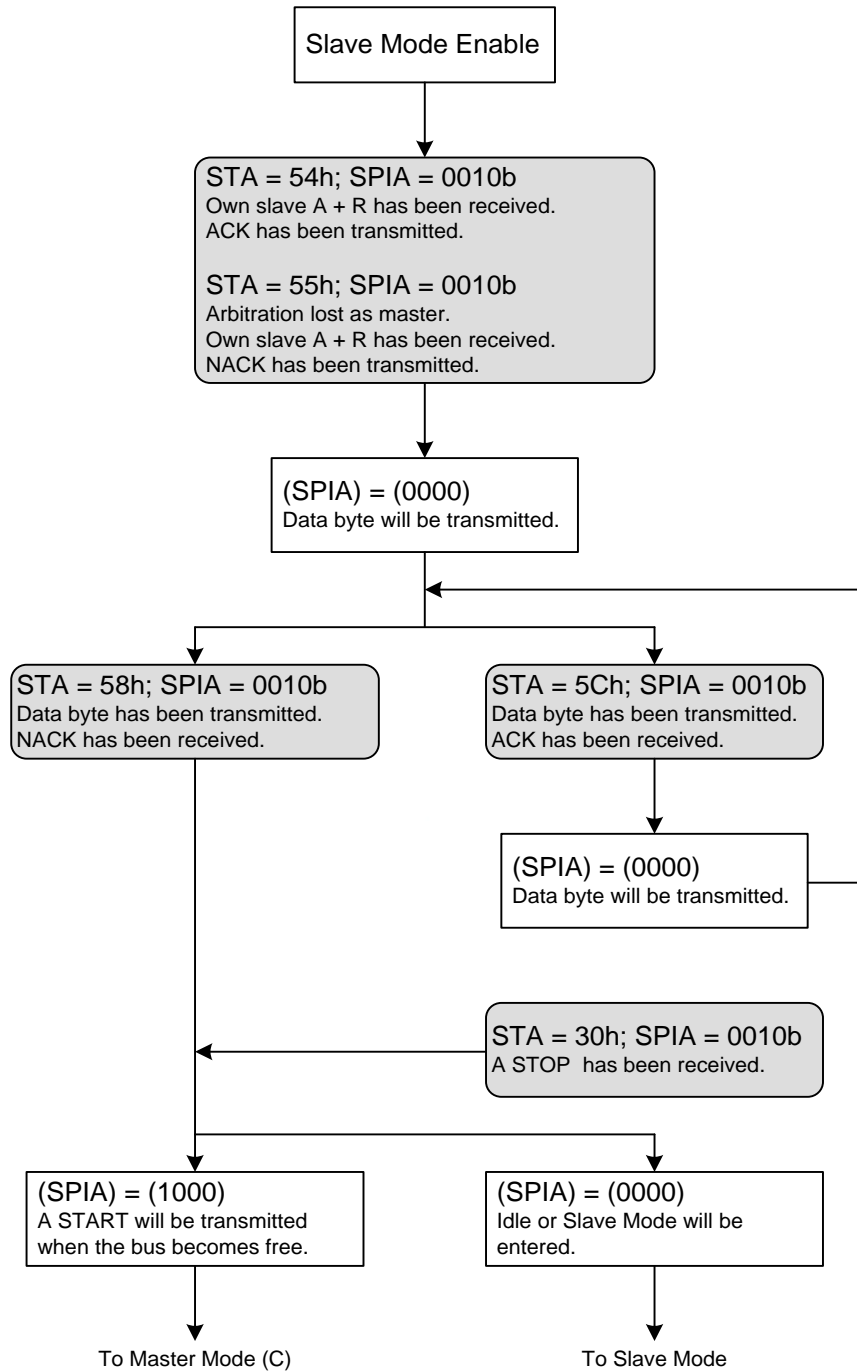 Slave Mode Enable
STA = 54h; SPIA = 0010b
Own slave A + R has been received.
ACK has been transmitted.
STA = 55h; SPIA = 0010b
Arbitration lost as master.
Own slave A + R has been received.
NACK has been transmitted.
(SPIA) = (0000)
Data byte will be transmitted.
STA = 58h; SPIA = 0010b
Data byte has been transmitted.
NACK has been received.
STA = 5Ch; SPIA = 0010b
Data byte has been transmitted.
ACK has been received.
(SPIA) = (0000)
Data byte will be transmitted.
STA = 30h; SPIA = 0010b
A STOP has been received.
(SPIA) = (1000)
A START will be transmitted
when the bus becomes free.
(SPIA) = (0000)
Idle or Slave Mode will be
entered.
To Master Mode (C)
To Slave Mode